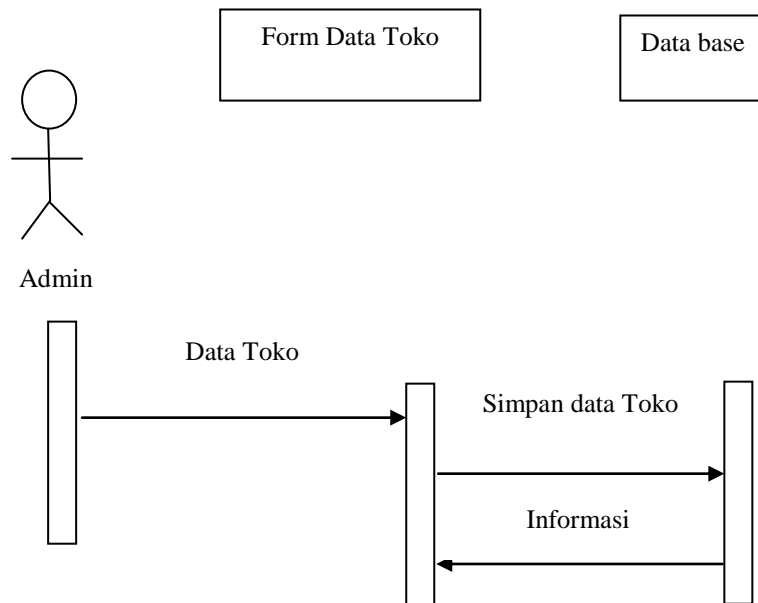 Form Data Toko
Data base
Admin
Data Toko
Simpan data Toko
Informasi